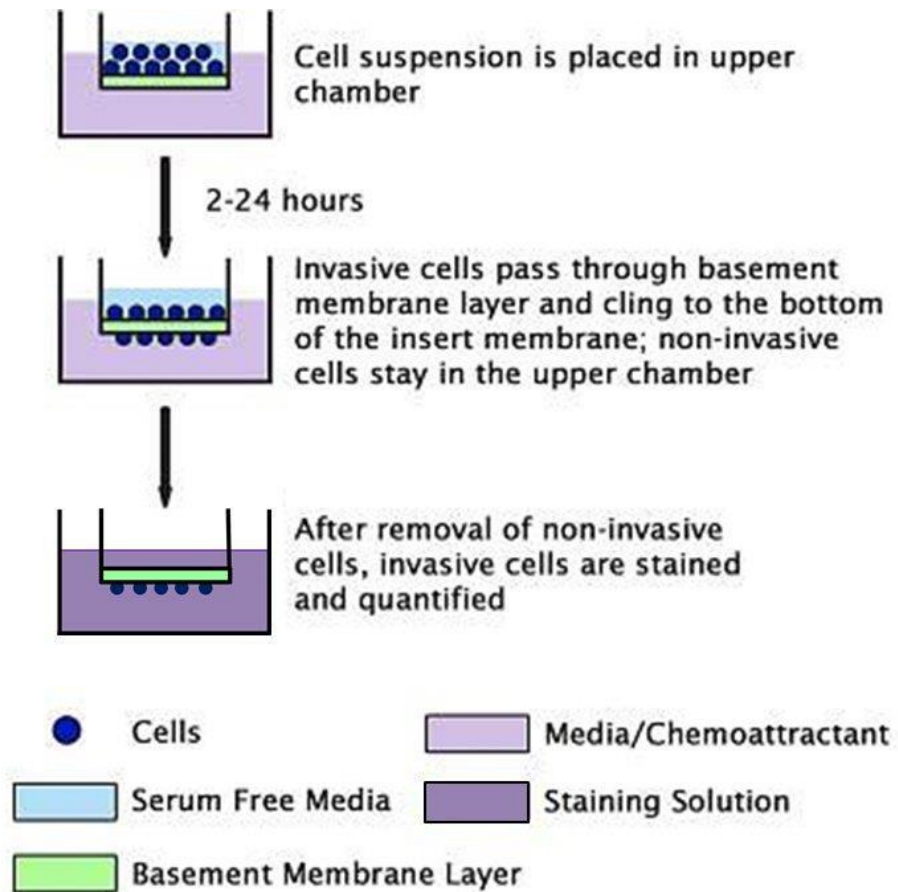 Cell suspension is placed in upper
chamber
2-24 hours
Invasive cells pass through basement
membrane layer and cling to the bottom
of the insert membrane; non-invasive
cells stay in the upper chamber
After removal of non-invasive
cells, invasive cells are stained
and quantified
Cells
Media/Chemoattractant
Serum Free Media
Staining Solution
Basement Membrane Layer